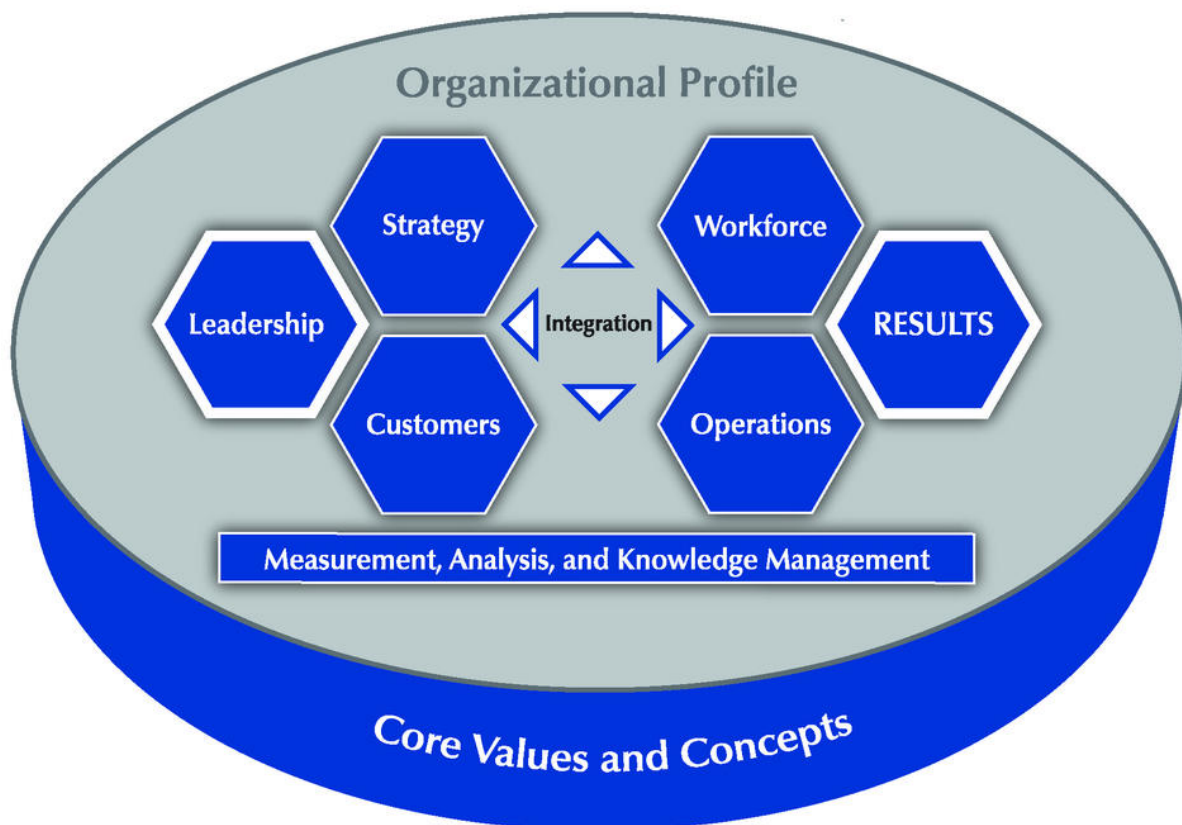 Organizational Profile
Strategy
Workforce
Leadership
Integration
RESULTS
Customers
Operations
Measurement, Analysis, and Knowledge Management
Core Values and Concepts